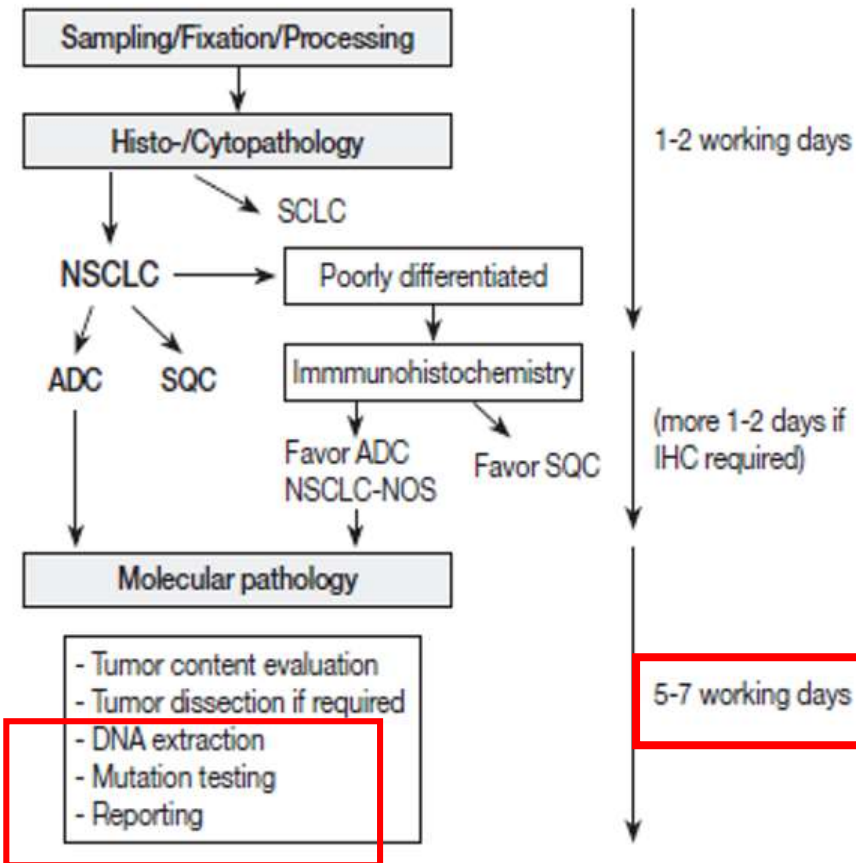 Sampling/Fixation/Processing
Histo-/Cytopathology
1-2 working days
SCLC
NSCLC
Poorly differentiated
ADC
SQC
Immmunohistochemistry
(more 1-2 days if
IHC required)
Favor ADC
NSCLC-NOS
Favor SQC
Molecular pathology
- Tumor content evaluation
- Tumor dissection if required
- DNA extraction
- Mutation testing
- Reporting
5-7 working days